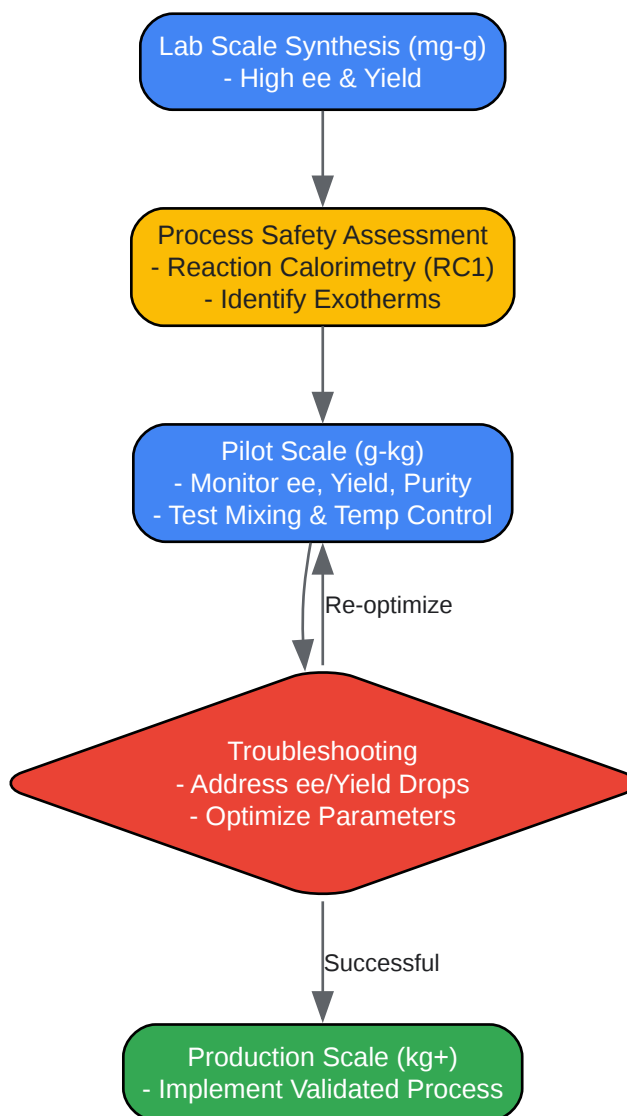 Lab Scale Synthesis (mg-g)
- High ee & Yield
Process Safety Assessment
- Reaction Calorimetry (RC1)
- Identify Exotherms
Pilot Scale (g-kg)
- Monitor ee, Yield, Purity
- Test Mixing & Temp Control
Re-optimize
Troubleshooting
- Address ee/Yield Drops
- Optimize Parameters
Successful
Production Scale (kg+)
- Implement Validated Process